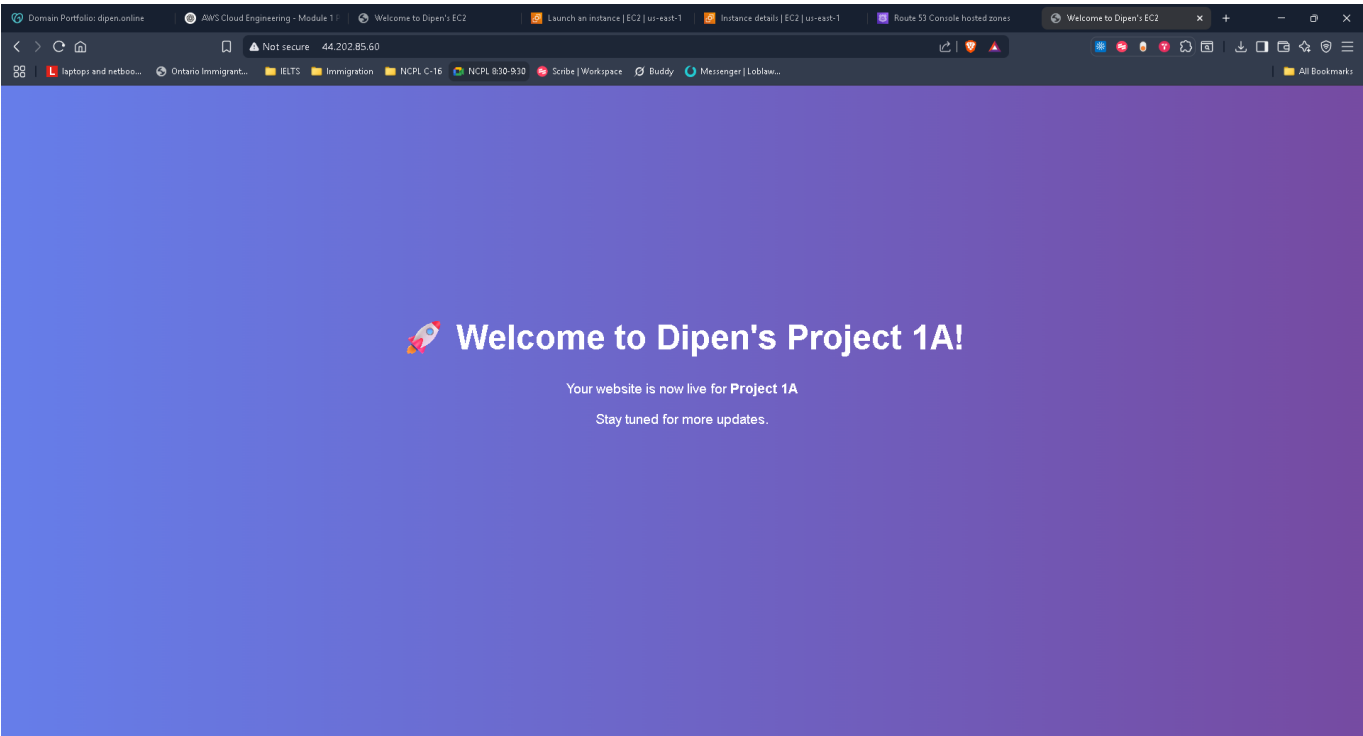 Domain Portfolio: dipen.online
AWS Cloud Engineering - Module 1
Welcome to Dipen's EC2
Launch an instance | EC2 | us-east-1
Instance details | EC2 | us-east-1
Route 53 Console hosted zones
Welcome to Dipen's EC2
Not secure 44.202.85.60
laptops and netboo...
Ontario Immigrant...
IELTS
Immigration
NCPL C-16
NCPL 8:30-9:30
Scribe | Workspace
Buddy
Messenger | Loblaw...
All Bookmarks
🚀 Welcome to Dipen's Project 1A!
Your website is now live for Project 1A
Stay tuned for more updates.